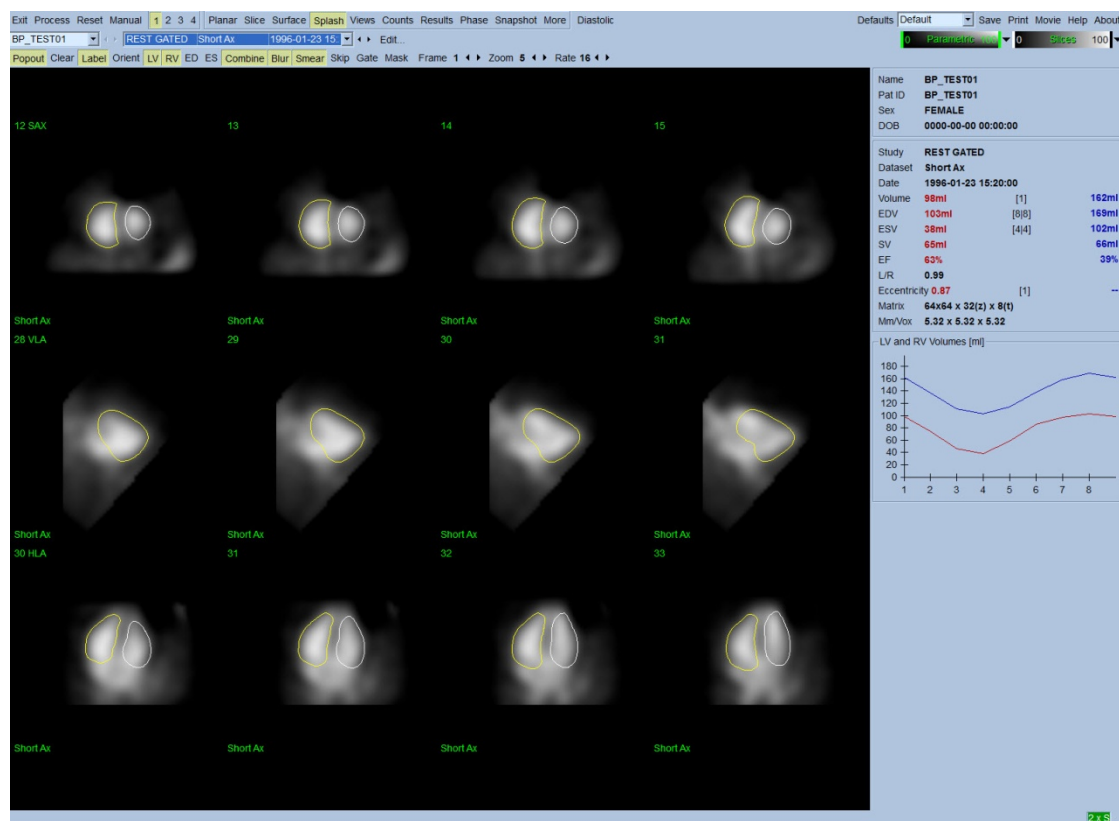 Exit Process Reset Manual 1 2 3 4 Planar Slice Surface Splash Views Counts Results Phase Snapshot More Diastolic Defaults Default Save Print Movie Help About
BP_TEST01 REST GATED Short Ax 1996-01-23 15: Edit... 0 Parametric 100 0 Slices 100
Popout Clear Label Orient LV RV ED ES Combine Blur Smear Skip Gate Mask Frame 1 Zoom 5 Rate 16
12 SAX 13 14 15
Short Ax Short Ax Short Ax Short Ax
28 VLA 29 30 31
Short Ax Short Ax Short Ax Short Ax
30 HLA 31 32 33
Short Ax Short Ax Short Ax Short Ax
Name BP_TEST01
Pat ID BP_TEST01
Sex FEMALE
DOB 0000-00-00 00:00:00
Study REST GATED
Dataset Short Ax
Date 1996-01-23 15:20:00
Volume 98ml [1] 162ml
EDV 103ml [8|8] 169ml
ESV 38ml [4|4] 102ml
SV 65ml 66ml
EF 63% 39%
L/R 0.99
Eccentricity 0.87 [1] --
Matrix 64x64 x 32(z) x 8(t)
Mm/Vox 5.32 x 5.32 x 5.32
LV and RV Volumes [ml]
180
160
140
120
100
80
60
40
20
0
1 2 3 4 5 6 7 8
2 x S